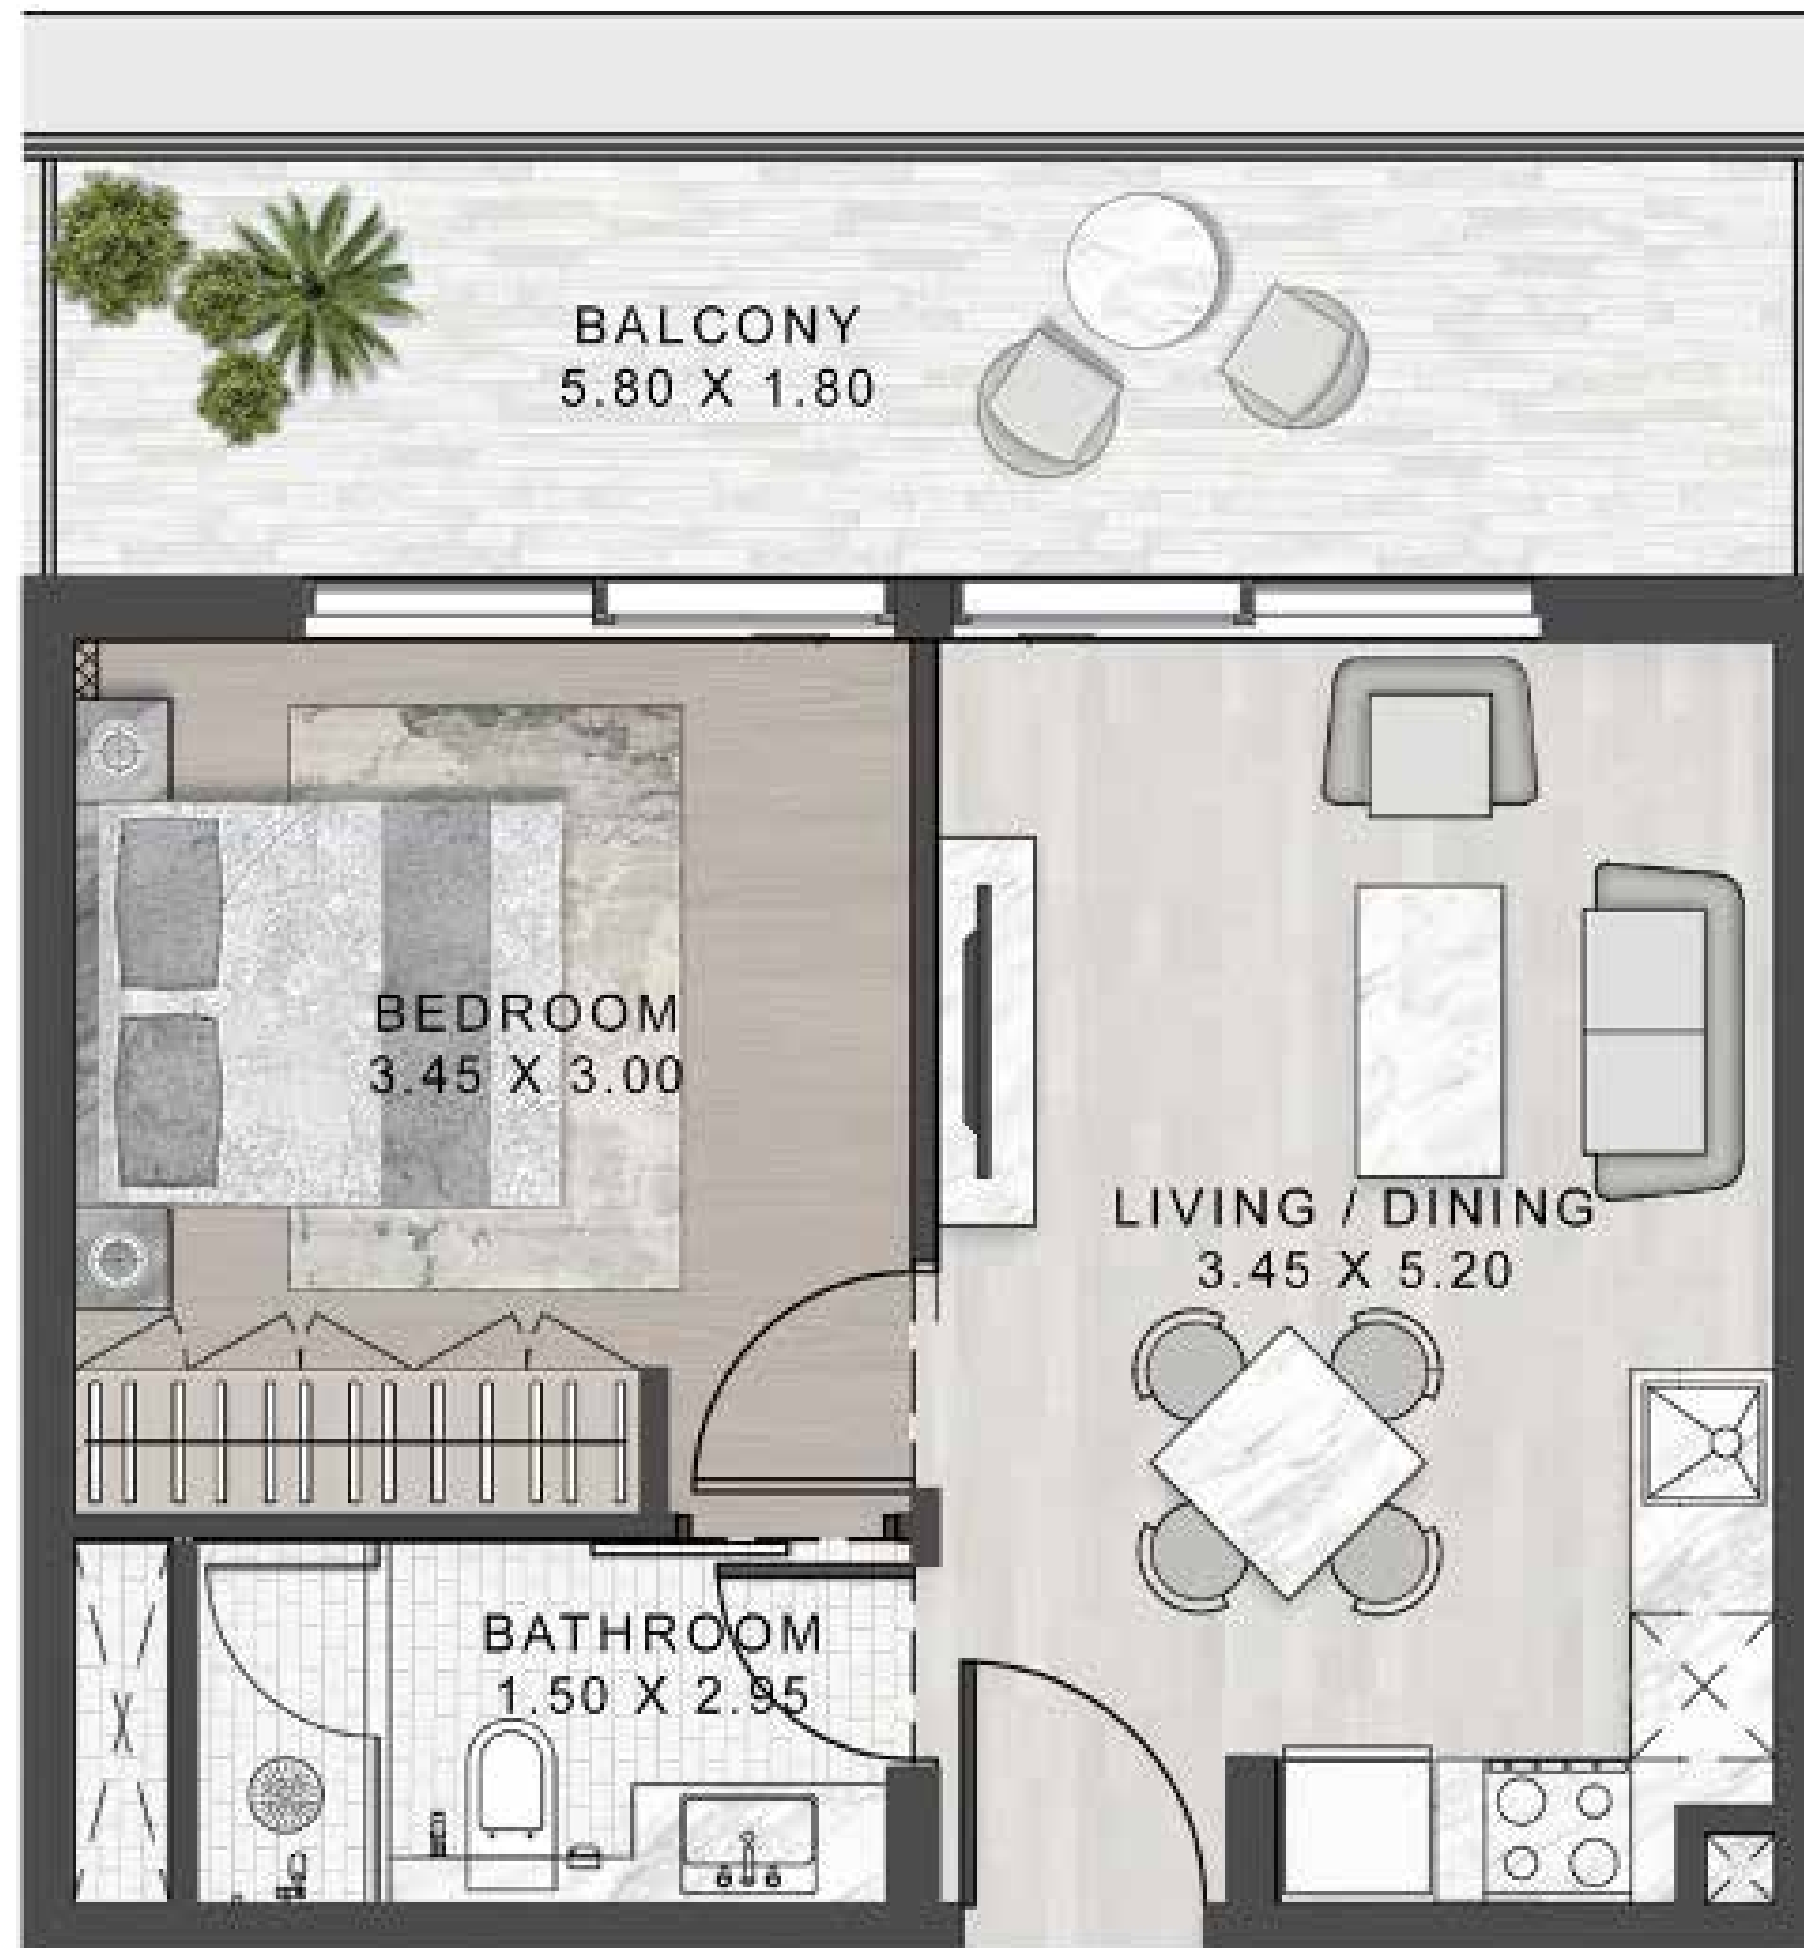 BALCONY
5.80 X 1.80
BEDROOM
3.45 X 3.00
LIVING / DINING
3.45 X 5.20
BATHROOM
1.50 X 2.95